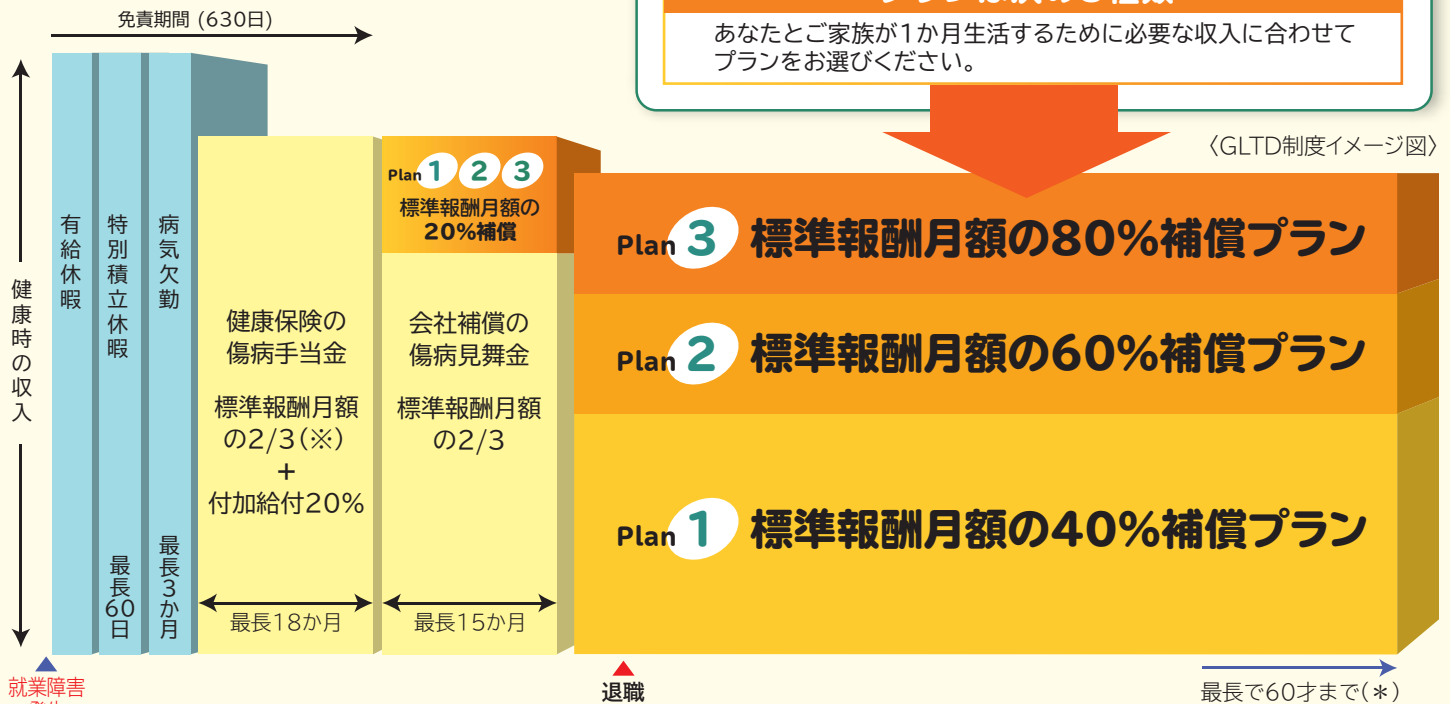 免責期間 (630日)
あなたとご家族が1か月生活するために必要な収入に合わせて
プランをお選びください。
〈GLTD制度イメージ図〉
健康時の収入
有給休暇
特別積立休暇
最長60日
病気欠勤
最長3か月
健康保険の
傷病手当金
標準報酬月額
の2/3(※)
+
付加給付20%
最長18か月
Plan 1 2 3
標準報酬月額の
20%補償
会社補償の
傷病見舞金
標準報酬月額
の2/3
最長15か月
Plan 3 標準報酬月額の80%補償プラン
Plan 2 標準報酬月額の60%補償プラン
Plan 1 標準報酬月額の40%補償プラン
就業障害
退職
最長で60才まで(*)